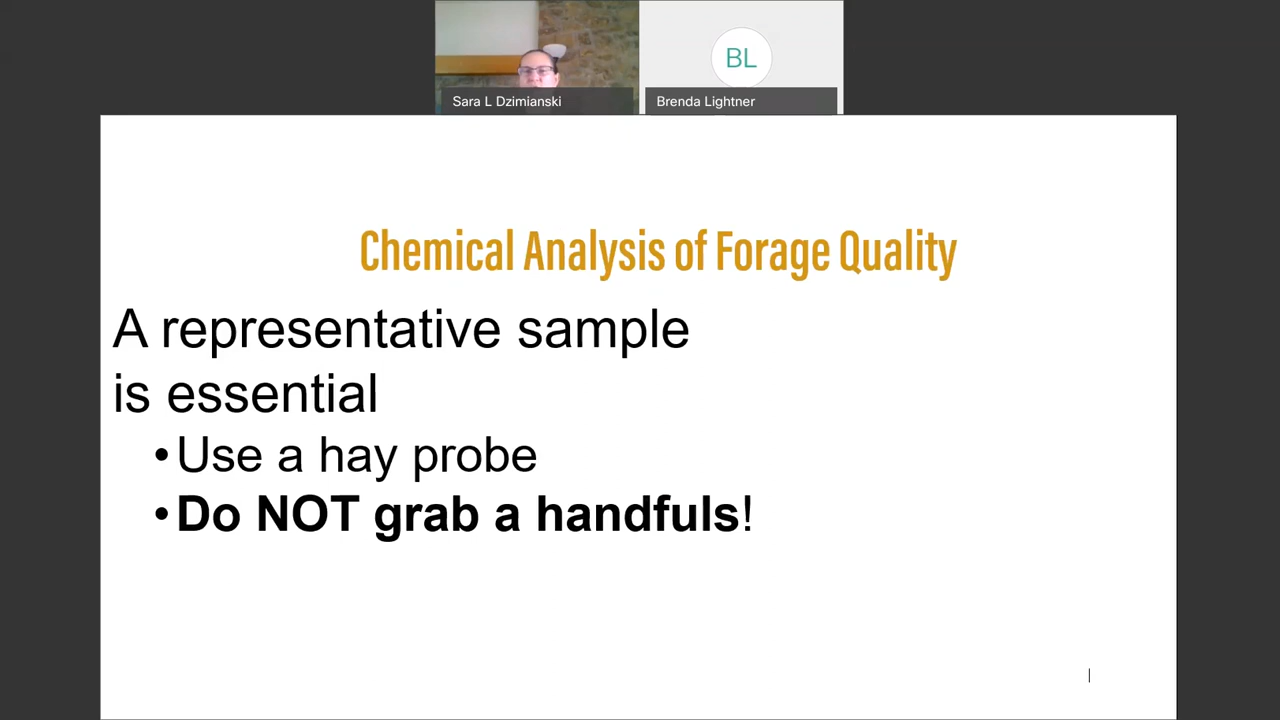 BL
Sara L Dzimianski
Brenda Lightner
Chemical Analysis of Forage Quality
A representative sample
is essential
•Use a hay probe
•Do NOT grab a handfuls!